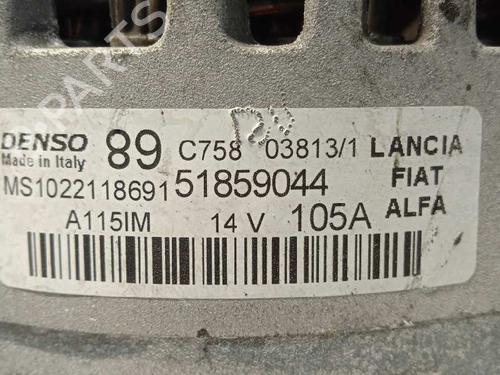 DENSO 89 C758 03813/1 LANCIA
Made in Italy
MS1022118691 51859044 FIAT
A115IM 14 V 105A ALFA